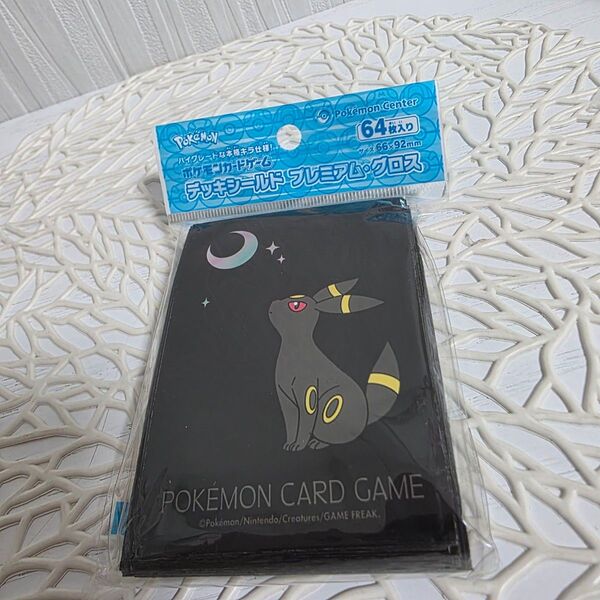 POKÉMON
Pokémon Center
ハイグレードな本格キラ仕様!
64枚入り
ポケモンカードゲーム
サイズ66×92mm
デッキシールド プレミアム・グロス
POKÉMON CARD GAME
©Pokémon/Nintendo/Creatures/GAME FREAK.